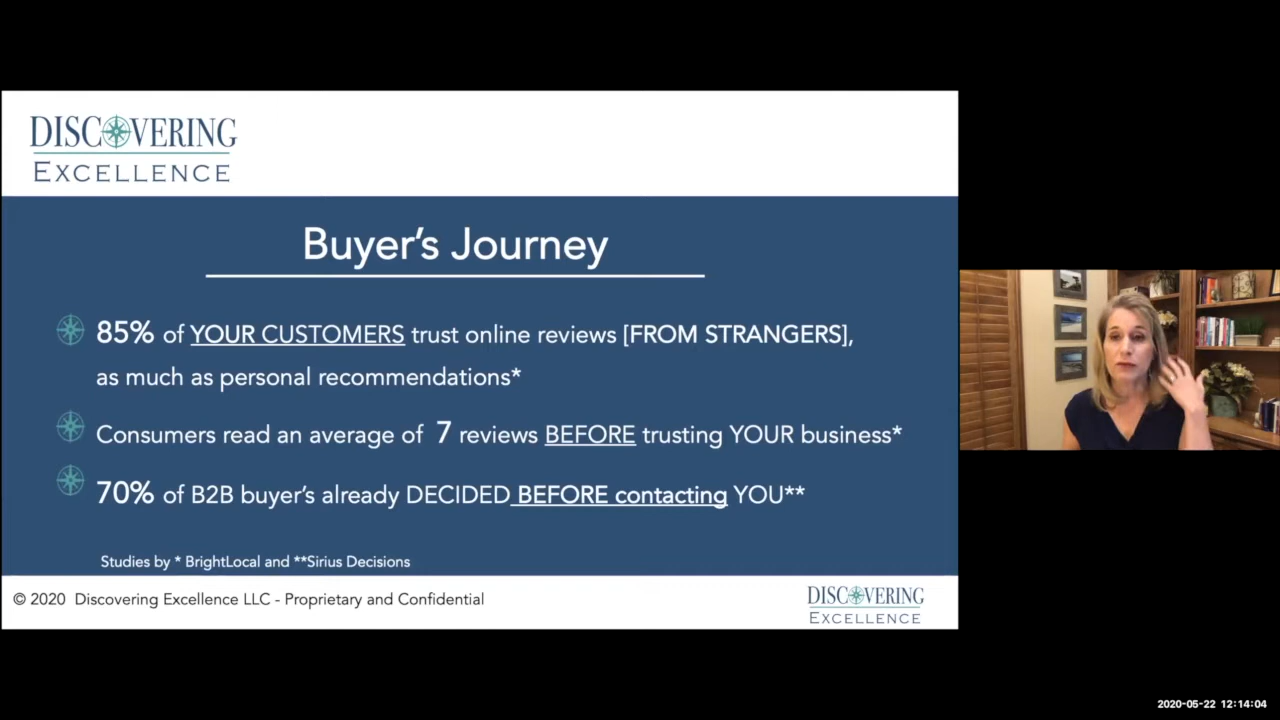 DISCOVERING
EXCELLENCE
Buyer's Journey
85% of YOUR CUSTOMERS trust online reviews [FROM STRANGERS],
as much as personal recommendations*
Consumers read an average of 7 reviews BEFORE trusting YOUR business*
70% of B2B buyer's already DECIDED BEFORE contacting YOU**
Studies by * BrightLocal and **Sirius Decisions
© 2020 Discovering Excellence LLC - Proprietary and Confidential
DISCOVERING
EXCELLENCE
2020-05-22 12:14:04